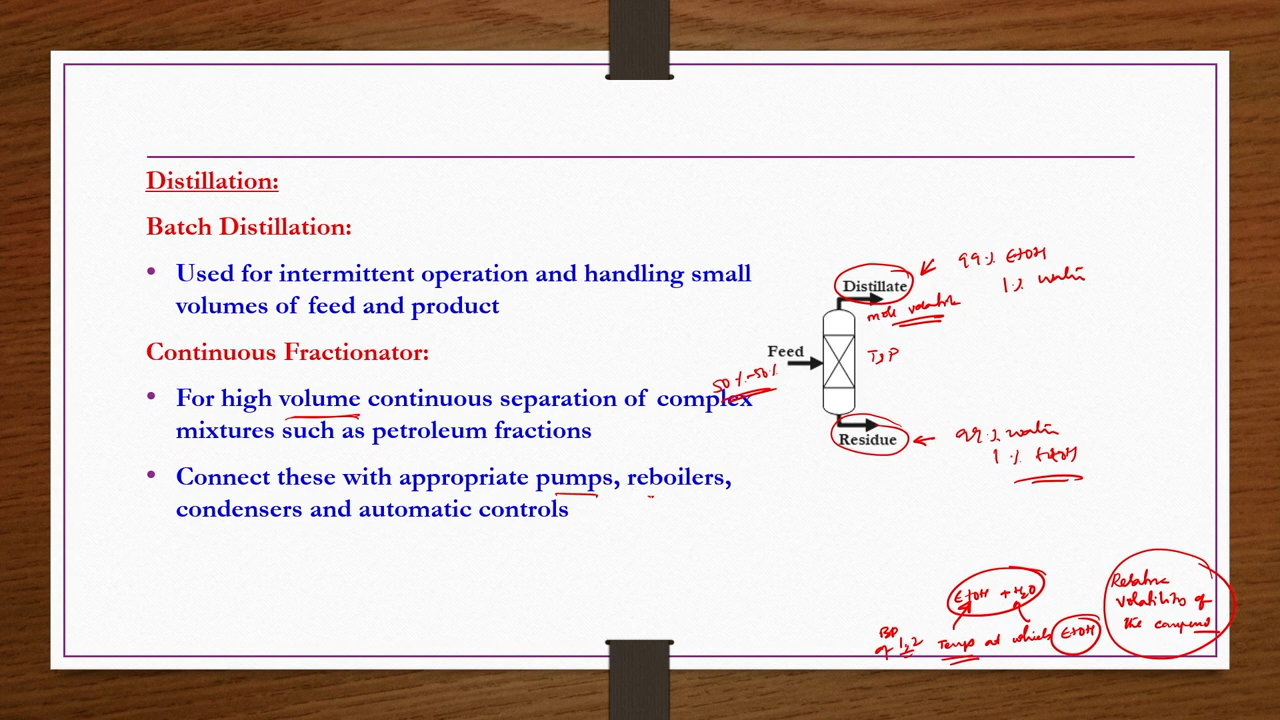 Distillation:
Batch Distillation:
• Used for intermittent operation and handling small
volumes of feed and product
Continuous Fractionator:
• For high volume continuous separation of complex
mixtures such as petroleum fractions
• Connect these with appropriate pumps, reboilers,
condensers and automatic controls
99% EtOH
1% water
Distillate
more volatile
Feed
T, P
50%-50%
Residue
99% water
1% EtOH
EtOH + H2O
BP
of 1, 2
Temp at which EtOH
Relative
volatility of
the compound